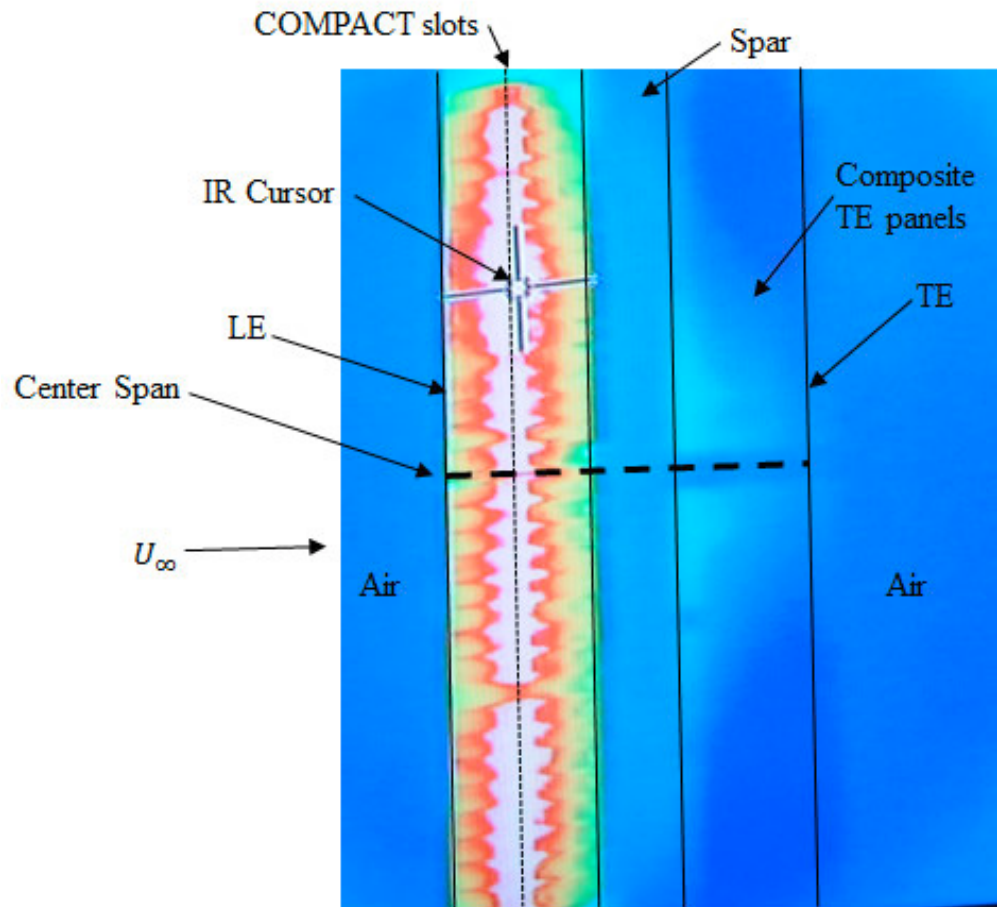 COMPACT slots
Spar
IR Cursor
Composite
TE panels
LE
TE
Center Span
U∞
Air
Air